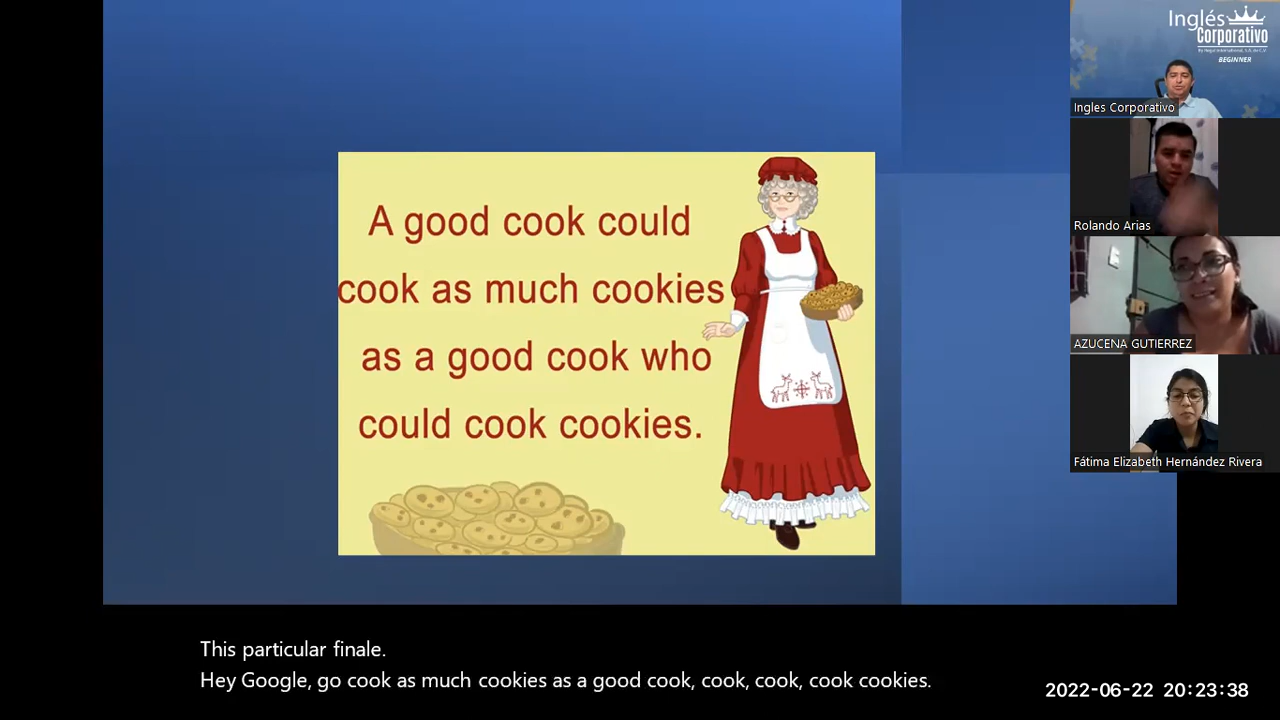 A good cook could
cook as much cookies
as a good cook who
could cook cookies.
Inglés
Corporativo
BEGINNER
Ingles Corporativo
Rolando Arias
AZUCENA GUTIERREZ
Fátima Elizabeth Hernández Rivera
This particular finale.
Hey Google, go cook as much cookies as a good cook, cook, cook, cook cookies.
2022-06-22 20:23:38